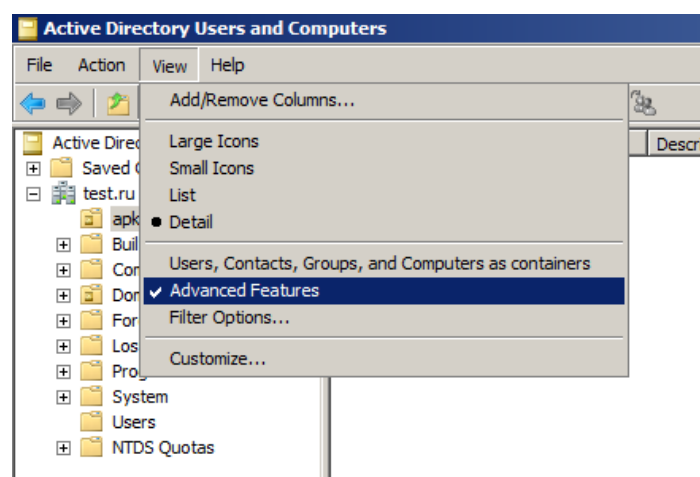 Active Directory Users and Computers
File Action View Help
Add/Remove Columns...
Descr
Active Direc
Large Icons
Saved
Small Icons
test.ru
List
apk
Detail
Buil
Users, Contacts, Groups, and Computers as containers
Con
Advanced Features
Dor
Filter Options...
For
Los
Customize...
Prog
System
Users
NTDS Quotas